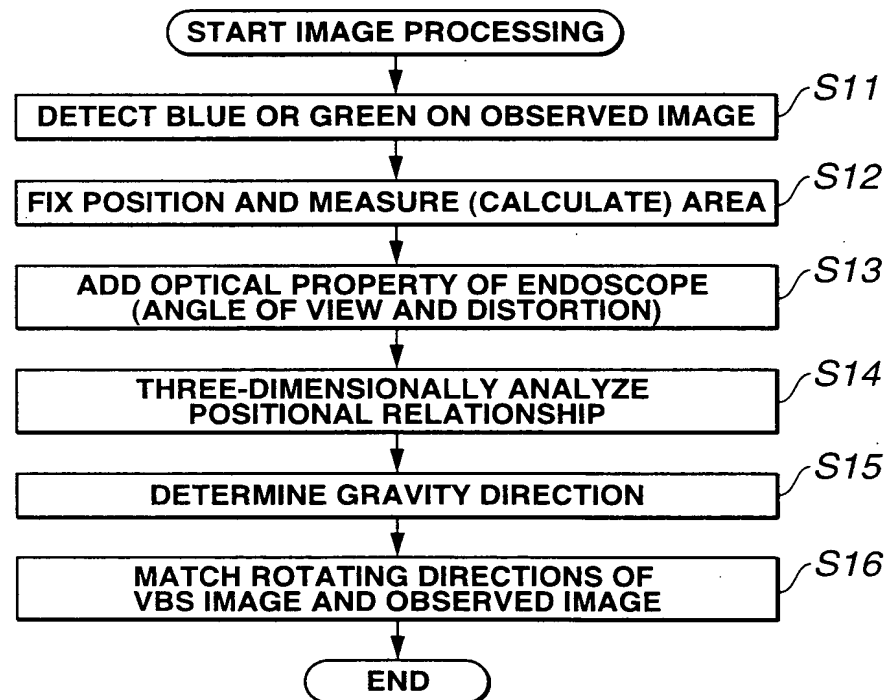 START IMAGE PROCESSING
S11
DETECT BLUE OR GREEN ON OBSERVED IMAGE
S12
FIX POSITION AND MEASURE (CALCULATE) AREA
S13
ADD OPTICAL PROPERTY OF ENDOSCOPE
(ANGLE OF VIEW AND DISTORTION)
S14
THREE-DIMENSIONALLY ANALYZE
POSITIONAL RELATIONSHIP
S15
DETERMINE GRAVITY DIRECTION
S16
MATCH ROTATING DIRECTIONS OF
VBS IMAGE AND OBSERVED IMAGE
END